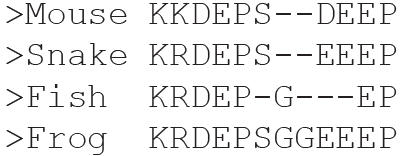 >Mouse KKDEPS--DEEP
>Snake KRDEPS--EEEP
>Fish  KRDEP-G---EP
>Frog  KRDEPSGGEEEP